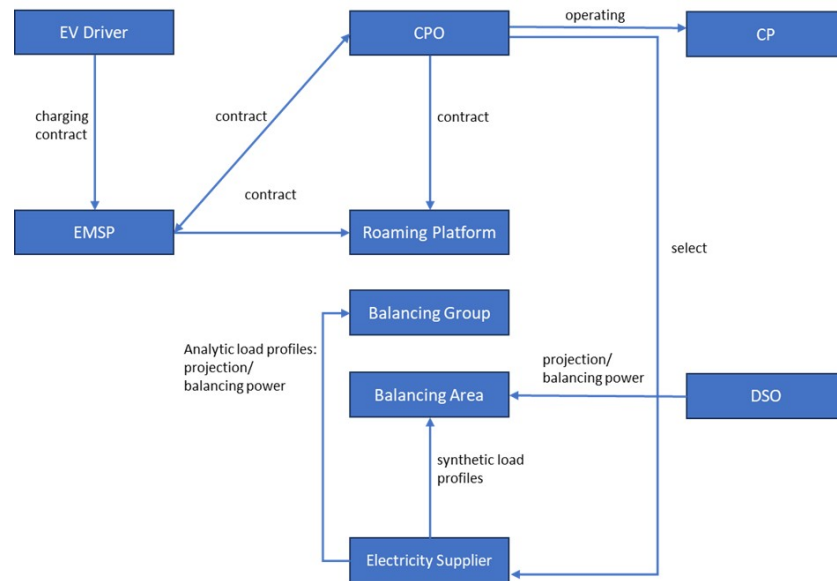 EV Driver
CPO
operating
CP
charging
contract
contract
contract
contract
EMSP
Roaming Platform
select
Balancing Group
Analytic load profiles:
projection/
balancing power
projection/
balancing power
Balancing Area
DSO
synthetic load
profiles
Electricity Supplier